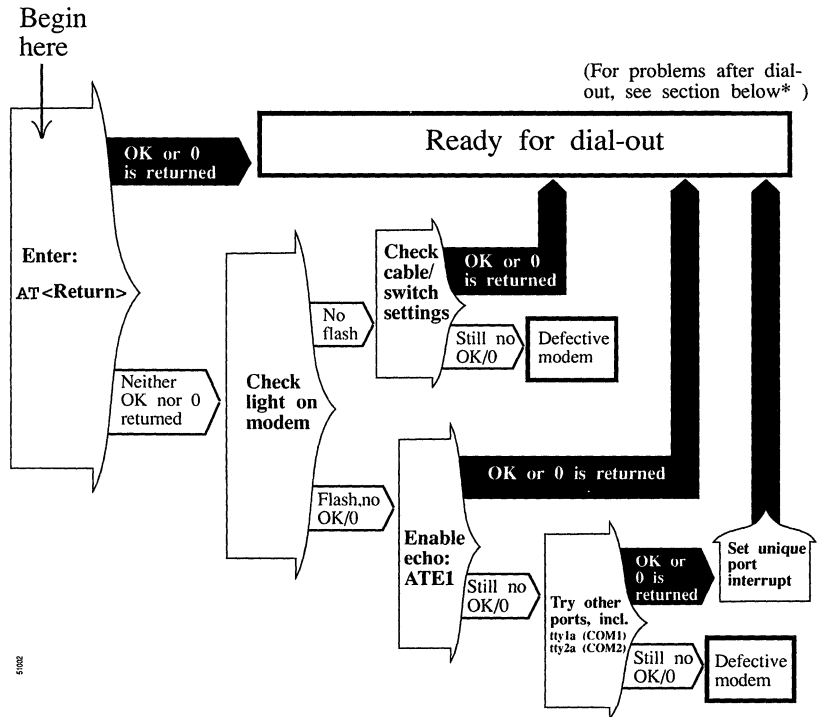 Begin
here
(For problems after dial-
out, see section below* )
Ready for dial-out
OK or 0
is returned
Enter:
AT<Return>
Neither
OK nor 0
returned
Check
light on
modem
No
flash
Check
cable/
switch
settings
OK or 0
is returned
Still no
OK/0
Defective
modem
Flash,no
OK/0
Enable
echo:
ATE1
OK or 0 is returned
Still no
OK/0
Try other
ports, incl.
tty1a (COM1)
tty2a (COM2)
OK or
0 is
returned
Set unique
port
interrupt
Still no
OK/0
Defective
modem
51002